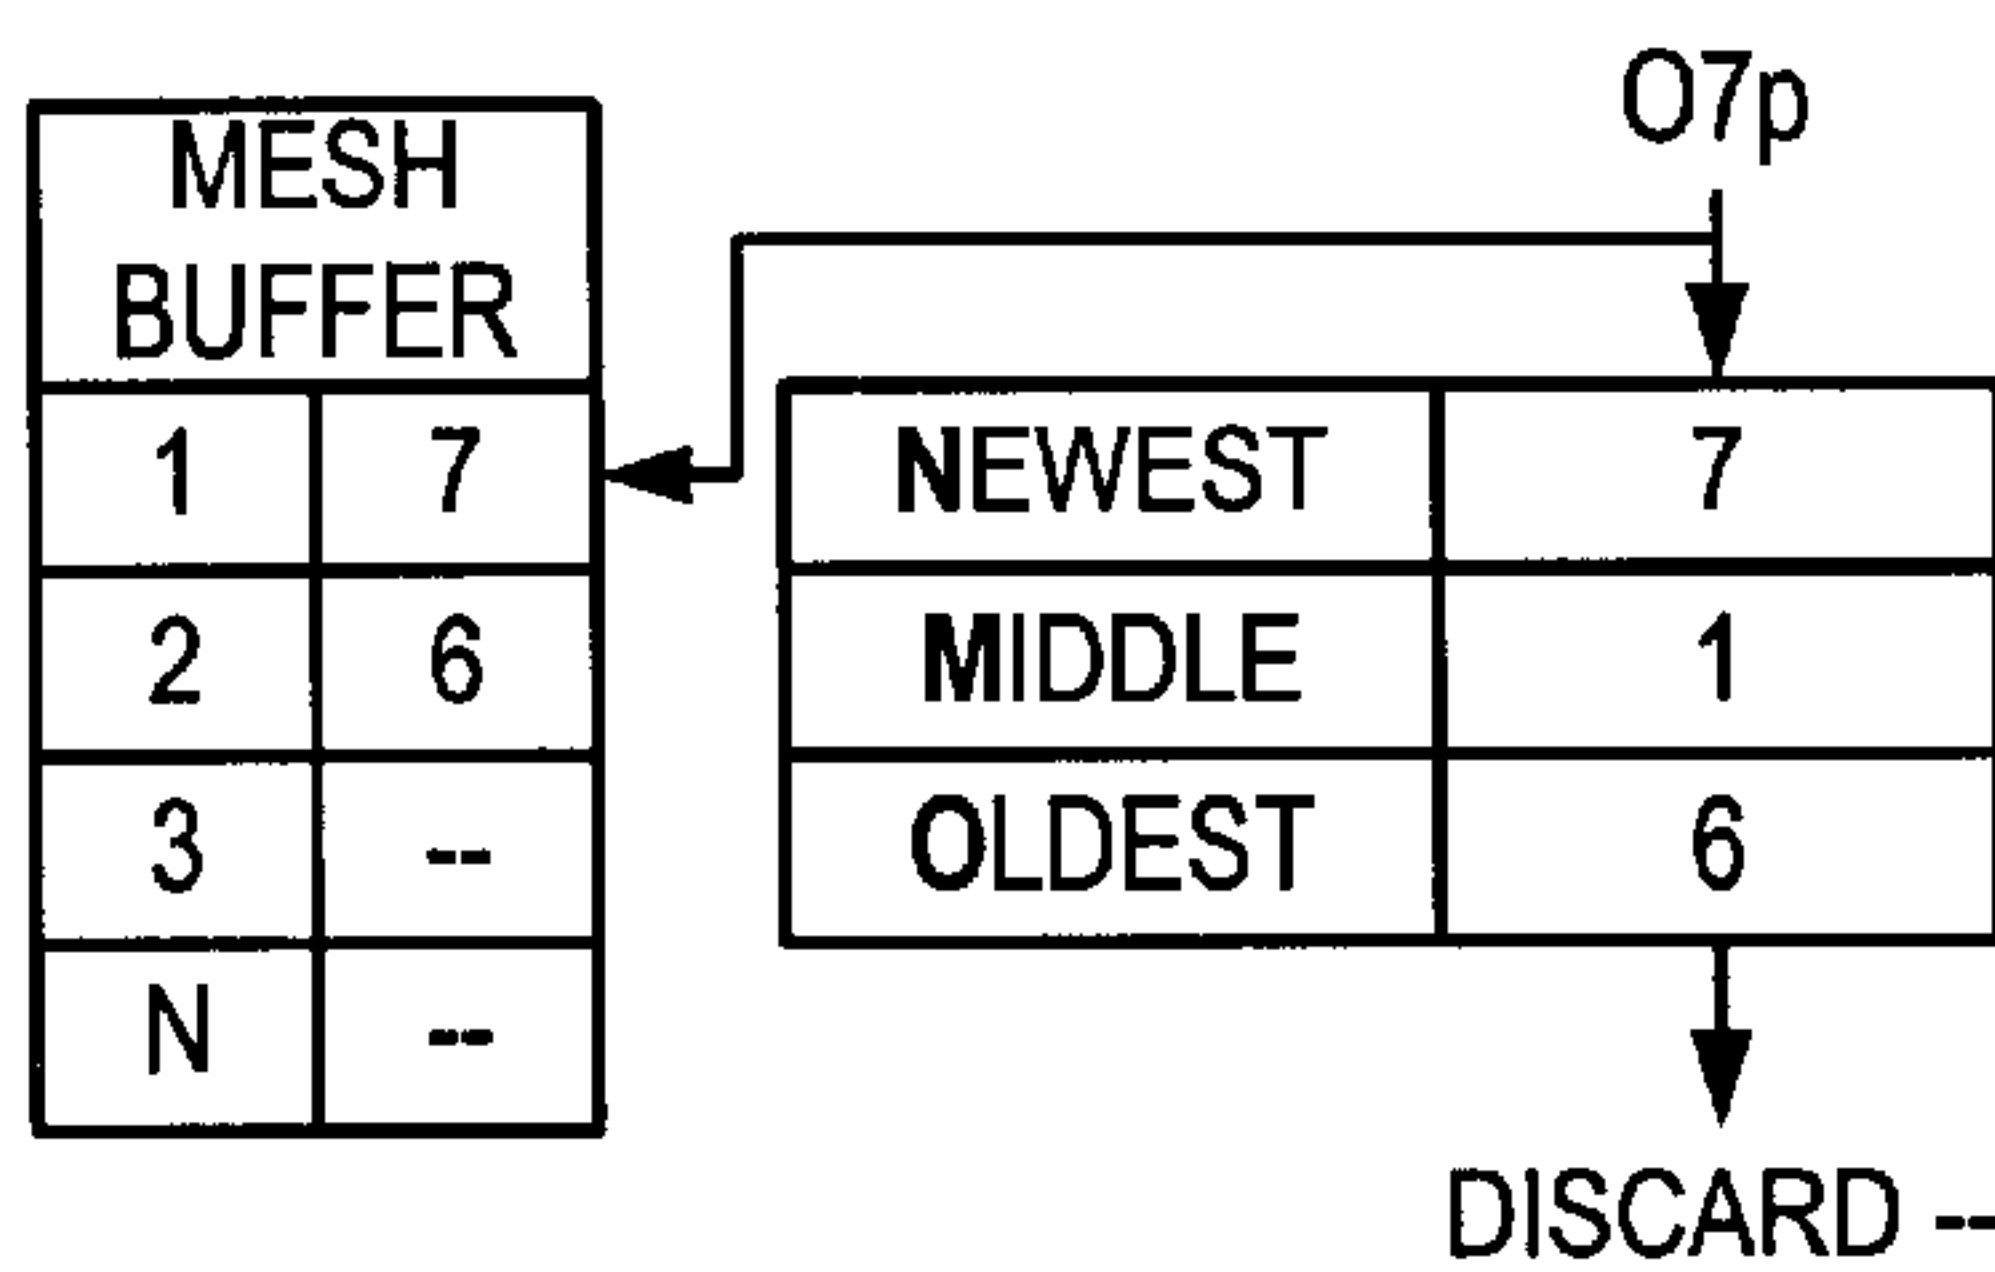 O7p
MESH
BUFFER
1 7
2 6
3 --
N --
NEWEST 7
MIDDLE 1
OLDEST 6
DISCARD --